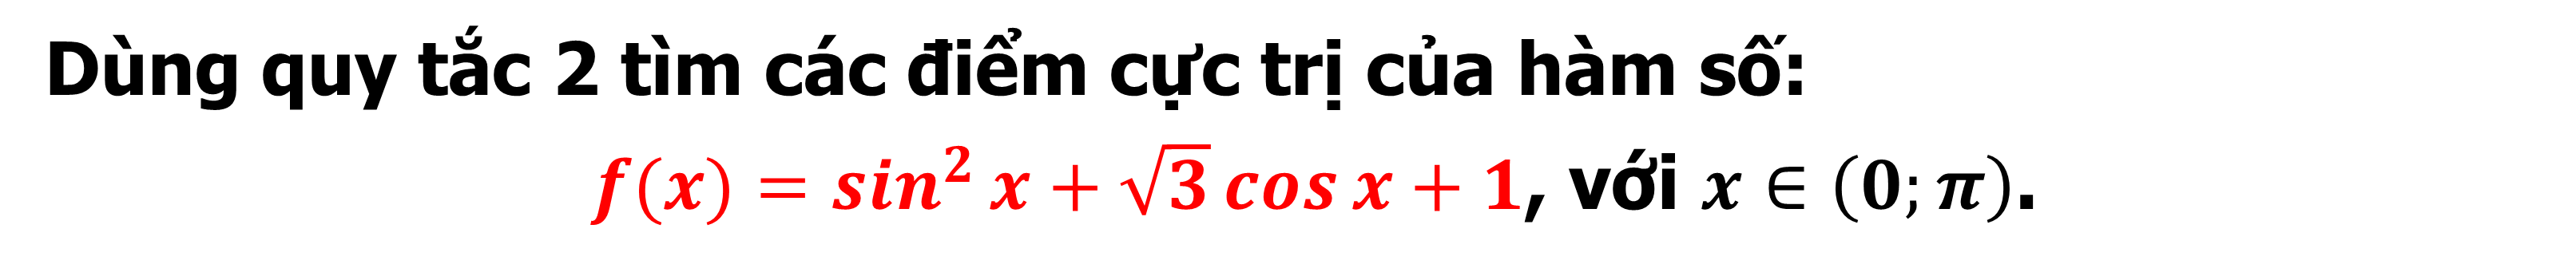 Dùng quy tắc 2 tìm các điểm cực trị của hàm số:
f(x) = sin² x + √3 cos x + 1, với x ∈ (0; π).